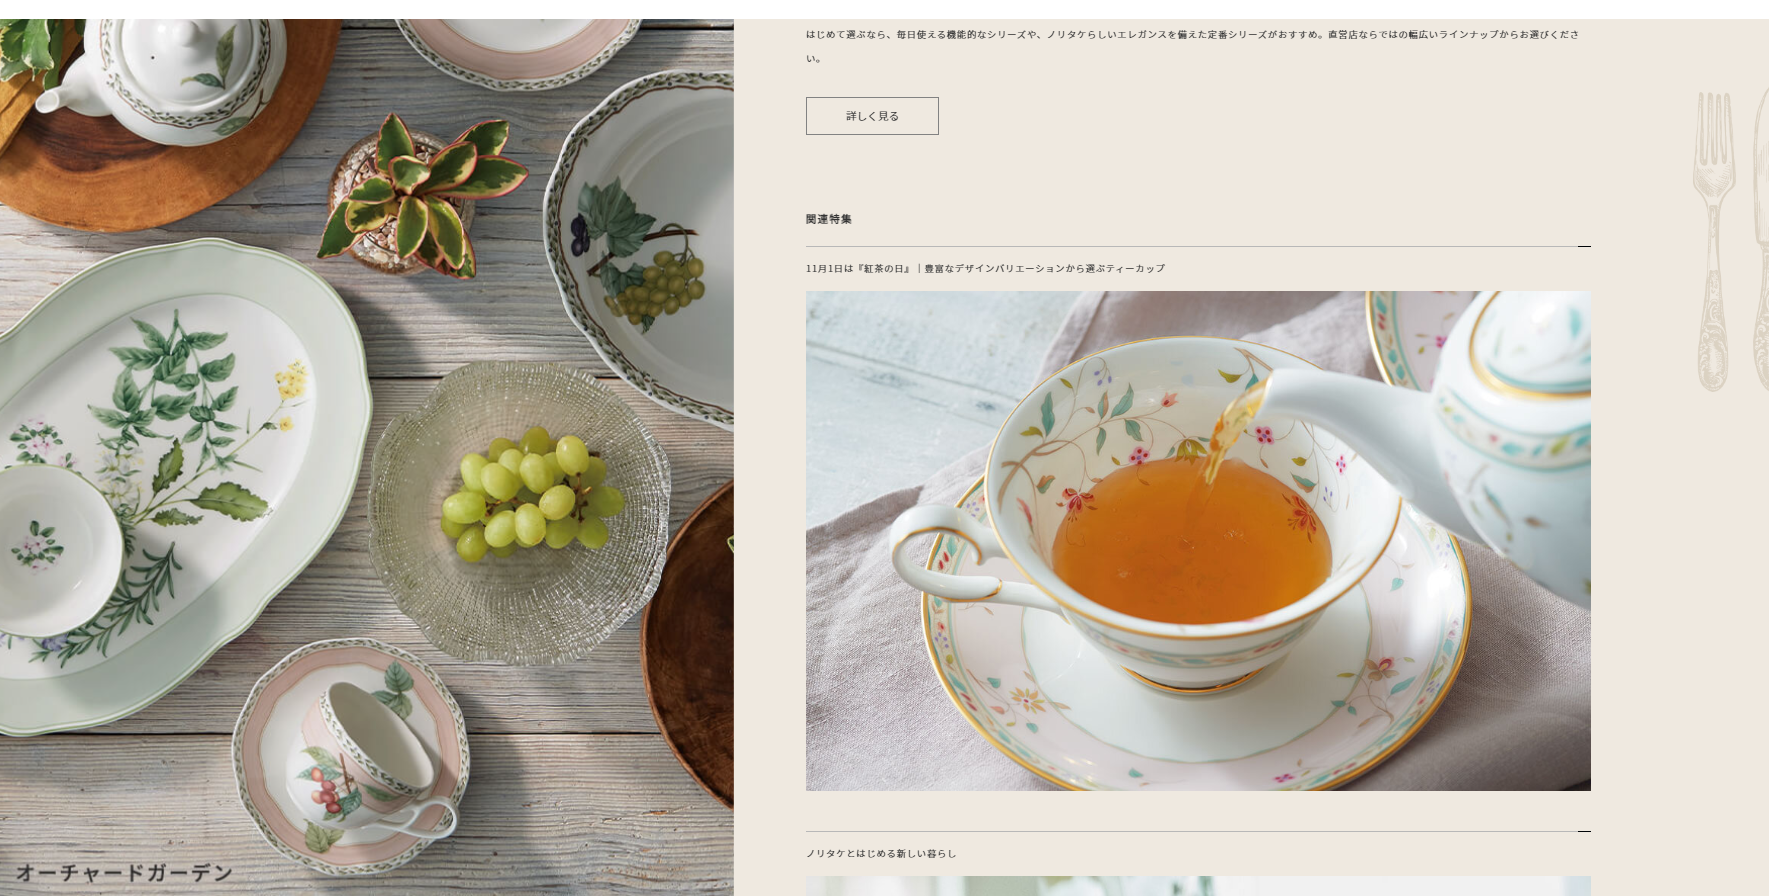 はじめて選ぶなら、毎日使える機能的なシリーズや、ノリタケらしいエレガンスを備えた定番シリーズがおすすめ。直営店ならではの幅広いラインナップからお選びくださ
い。
詳しく見る
関連特集
11月1日は『紅茶の日』｜豊富なデザインバリエーションから選ぶティーカップ
ノリタケとはじめる新しい暮らし
オーチャードガーデン